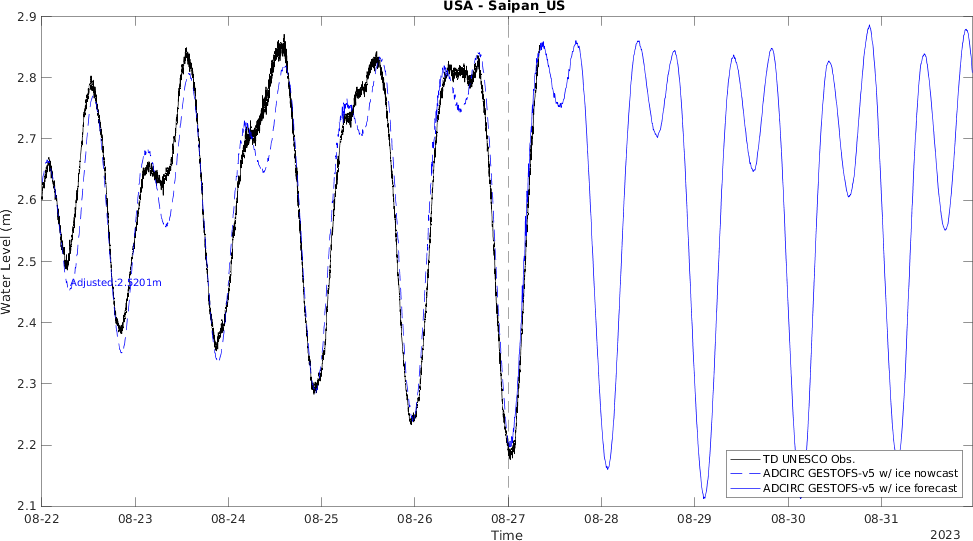 USA - Saipan_US
2.9
2.8
2.7
2.6
2.5
2.4
2.3
2.2
2.1
Water Level (m)
Adjusted:2.5201m
TD UNESCO Obs.
ADCIRC GESTOFS-v5 w/ ice nowcast
ADCIRC GESTOFS-v5 w/ ice forecast
08-22 08-23 08-24 08-25 08-26 08-27 08-28 08-29 08-30 08-31
Time
2023